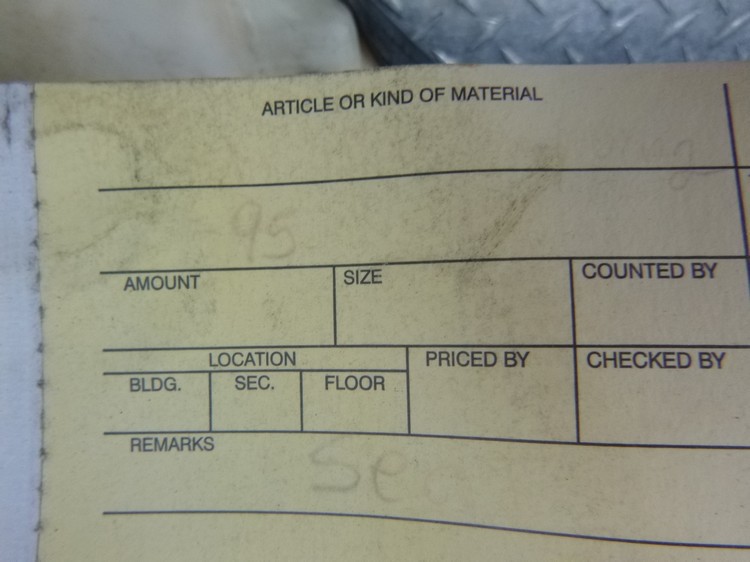 ARTICLE OR KIND OF MATERIAL
95
AMOUNT SIZE COUNTED BY
LOCATION PRICED BY CHECKED BY
BLDG. SEC. FLOOR
REMARKS